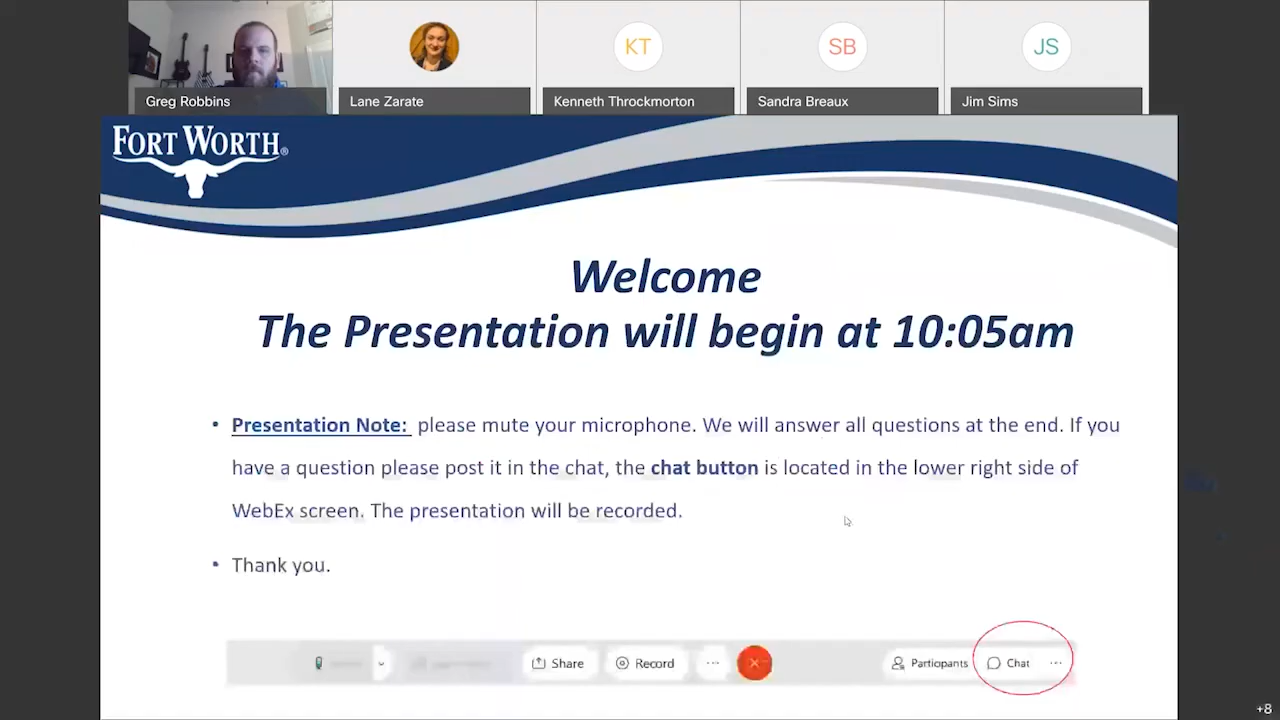 KT
SB
JS
Greg Robbins
Lane Zarate
Kenneth Throckmorton
Sandra Breaux
Jim Sims
FORT WORTH®
Welcome
The Presentation will begin at 10:05am
• Presentation Note: please mute your microphone. We will answer all questions at the end. If you
have a question please post it in the chat, the chat button is located in the lower right side of
WebEx screen. The presentation will be recorded.
• Thank you.
Share
Record
Participants
Chat
+8